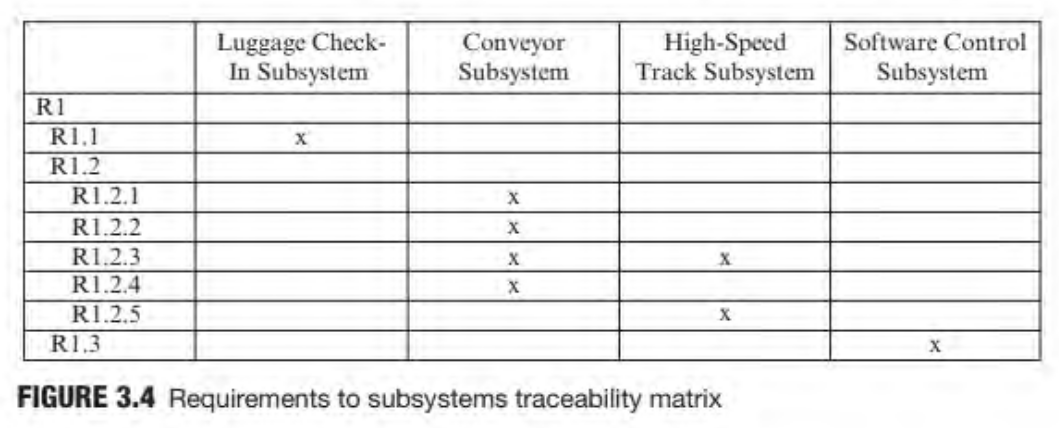 Luggage Check-In Subsystem | Conveyor Subsystem | High-Speed Track Subsystem | Software Control Subsystem
R1
R1.1 x
R1.2
R1.2.1 x
R1.2.2 x
R1.2.3 x x
R1.2.4 x
R1.2.5 x
R1.3 x
FIGURE 3.4 Requirements to subsystems traceability matrix